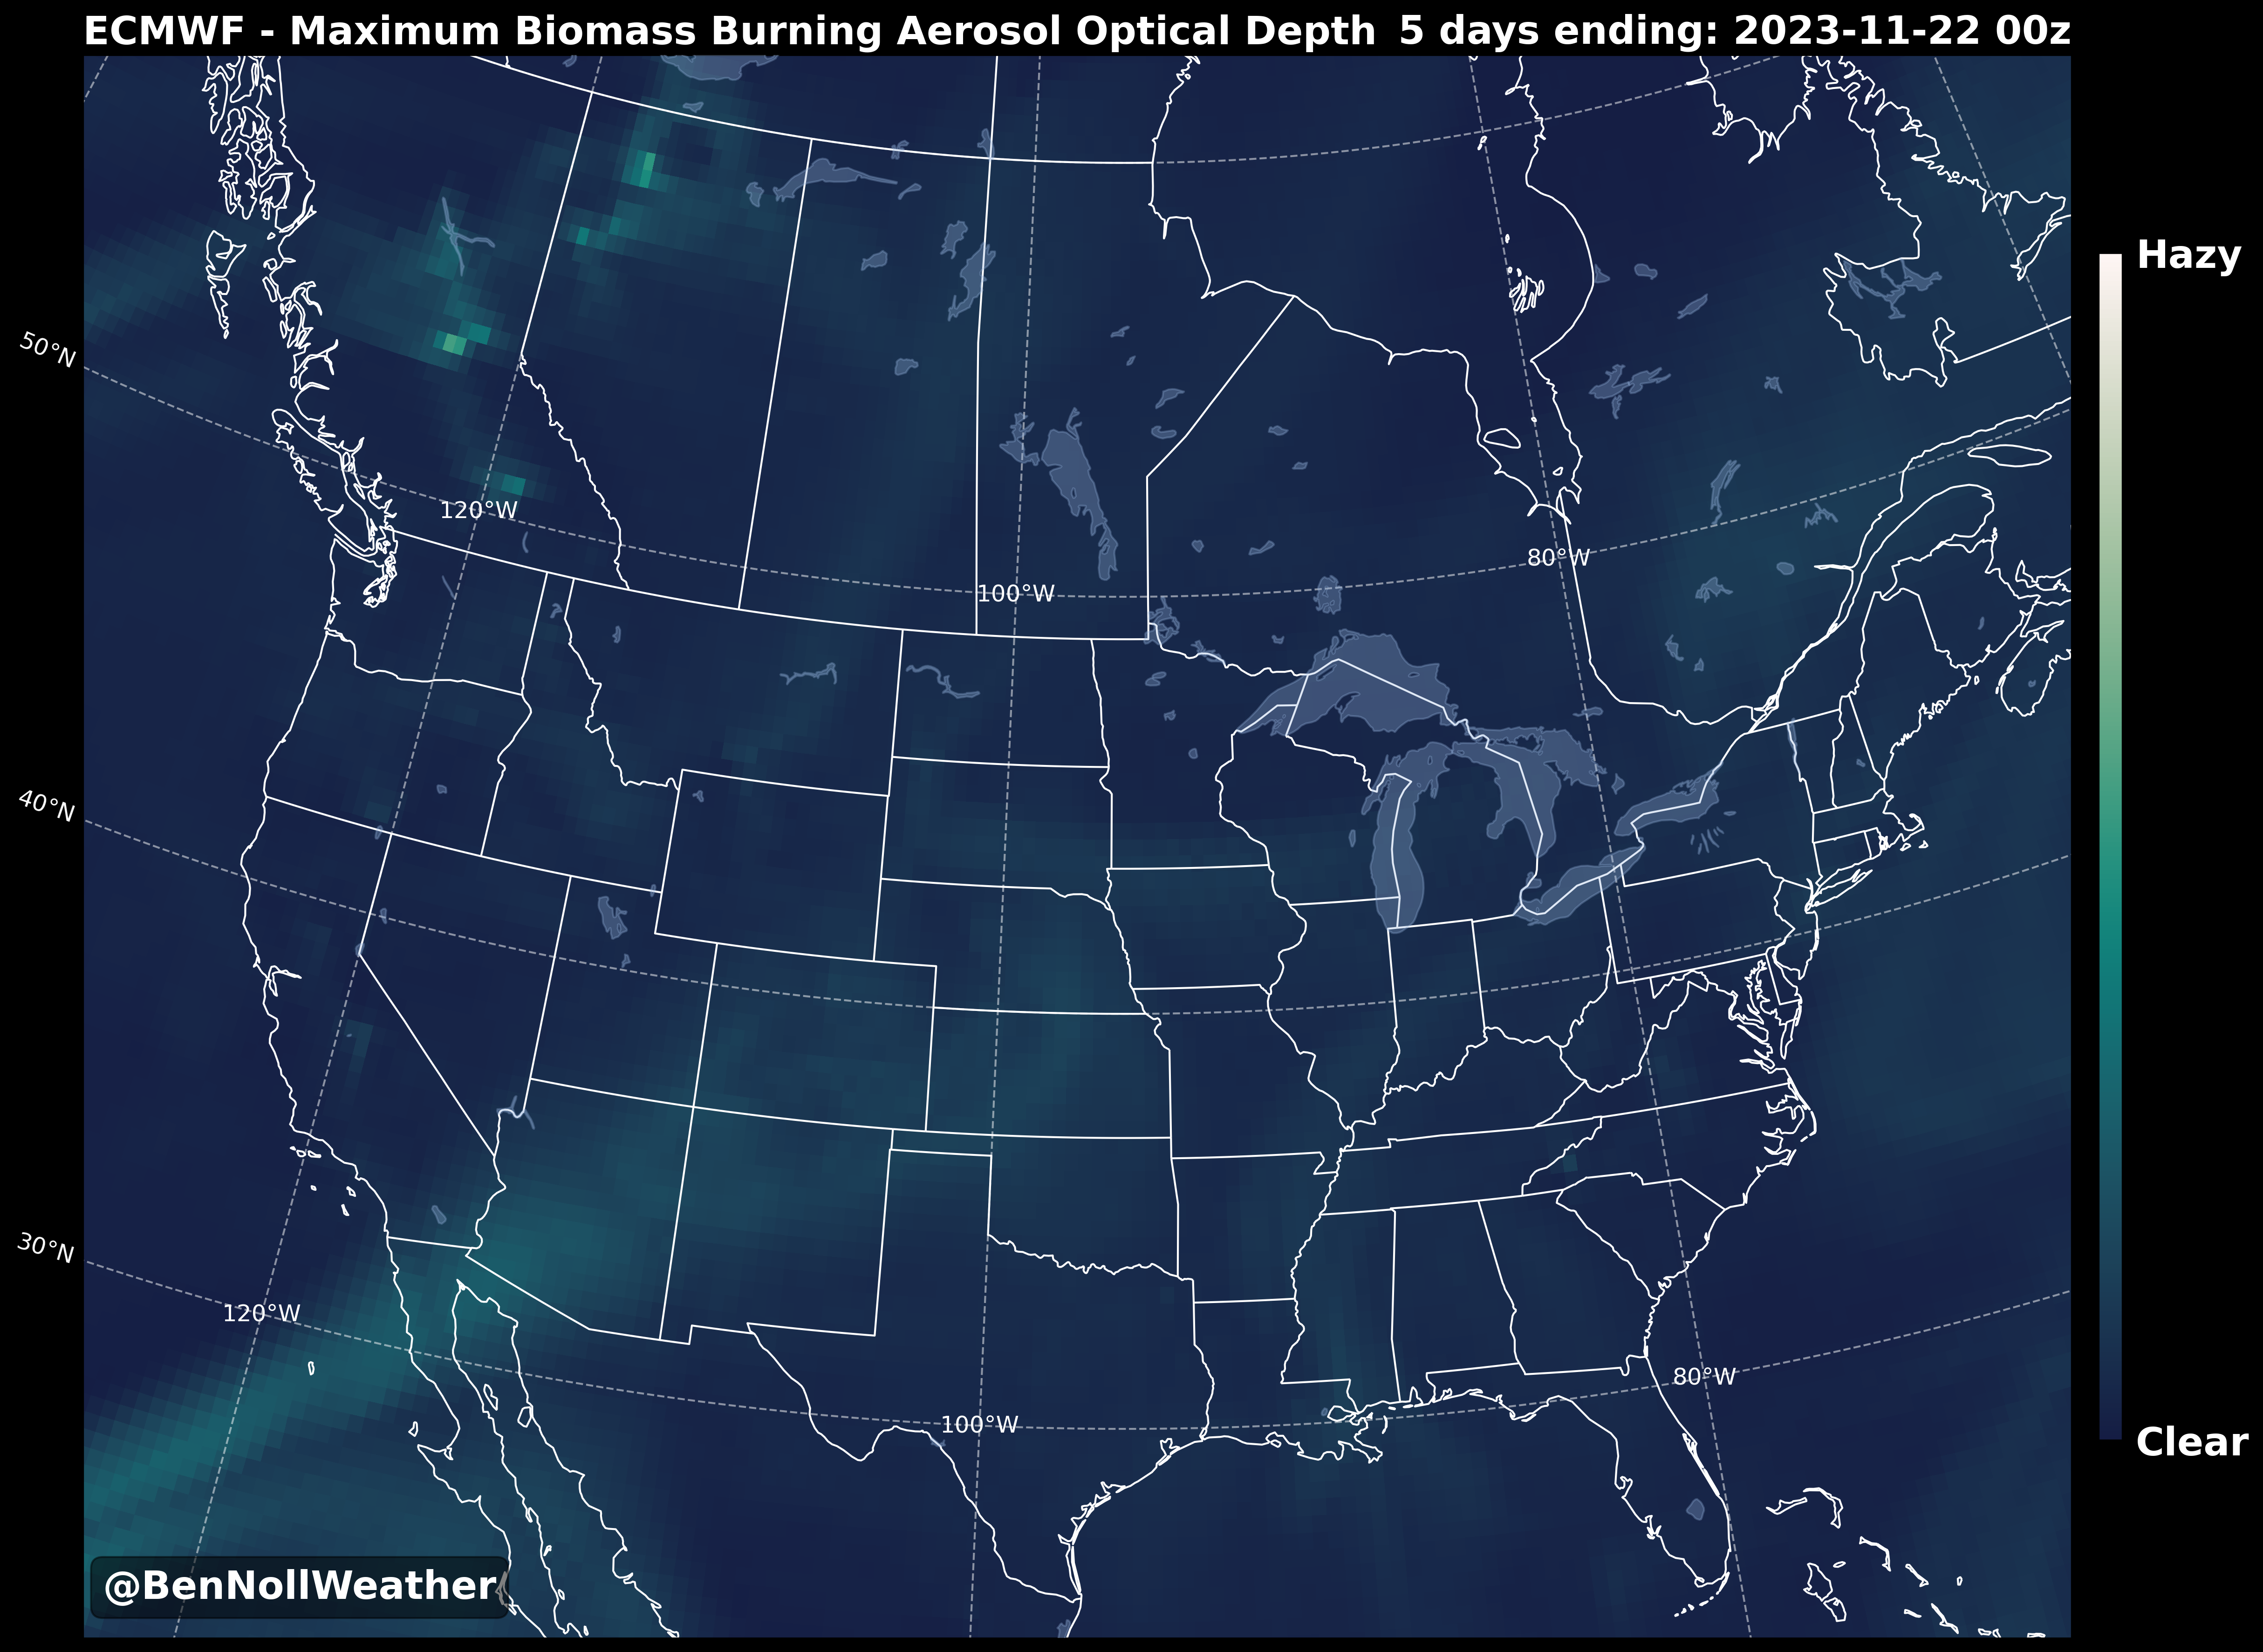 ECMWF - Maximum Biomass Burning Aerosol Optical Depth 5 days ending: 2023-11-22 00z
Hazy
50°N
120°W
80°W
100°W
40°N
30°N
120°W
80°W
100°W
Clear
@BenNollWeather